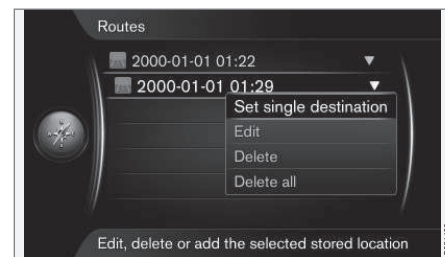 Routes
2000-01-01 01:22
2000-01-01 01:29
Set single destination
Edit
Delete
Delete all
Edit, delete or add the selected stored location